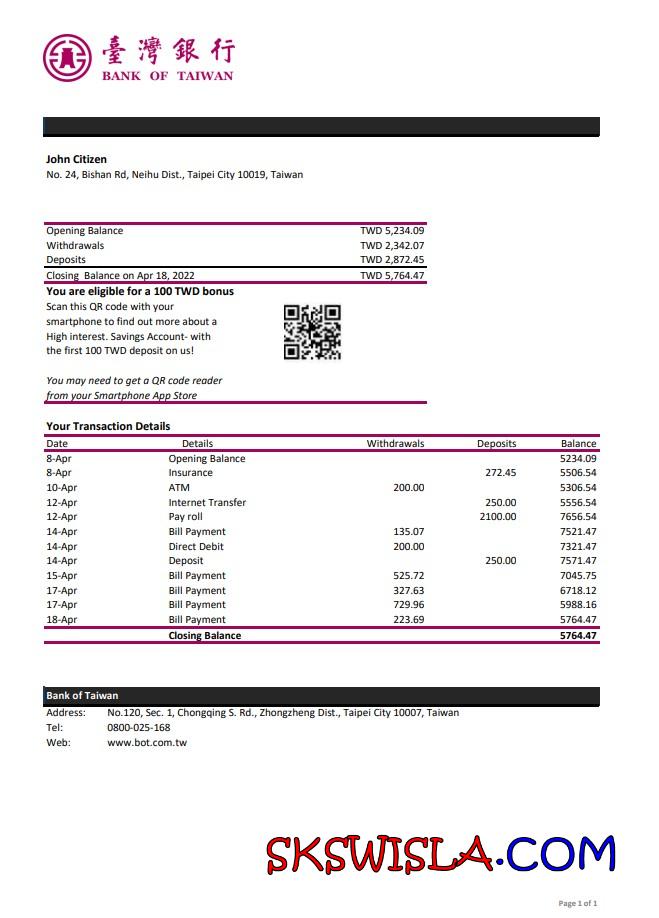 臺灣銀行
BANK OF TAIWAN
John Citizen
No. 24, Bishan Rd, Neihu Dist., Taipei City 10019, Taiwan
Opening Balance TWD 5,234.09
Withdrawals TWD 2,342.07
Deposits TWD 2,872.45
Closing Balance on Apr 18, 2022 TWD 5,764.47
You are eligible for a 100 TWD bonus
Scan this QR code with your
smartphone to find out more about a
High interest. Savings Account- with
the first 100 TWD deposit on us!
You may need to get a QR code reader
from your Smartphone App Store
Your Transaction Details
Date Details Withdrawals Deposits Balance
8-Apr Opening Balance 5234.09
8-Apr Insurance 272.45 5506.54
10-Apr ATM 200.00 5306.54
12-Apr Internet Transfer 250.00 5556.54
12-Apr Pay roll 2100.00 7656.54
14-Apr Bill Payment 135.07 7521.47
14-Apr Direct Debit 200.00 7321.47
14-Apr Deposit 250.00 7571.47
15-Apr Bill Payment 525.72 7045.75
17-Apr Bill Payment 327.63 6718.12
17-Apr Bill Payment 729.96 5988.16
18-Apr Bill Payment 223.69 5764.47
Closing Balance 5764.47
Bank of Taiwan
Address: No.120, Sec. 1, Chongqing S. Rd., Zhongzheng Dist., Taipei City 10007, Taiwan
Tel: 0800-025-168
Web: www.bot.com.tw
SKSWISLA.COM
Page 1 of 1